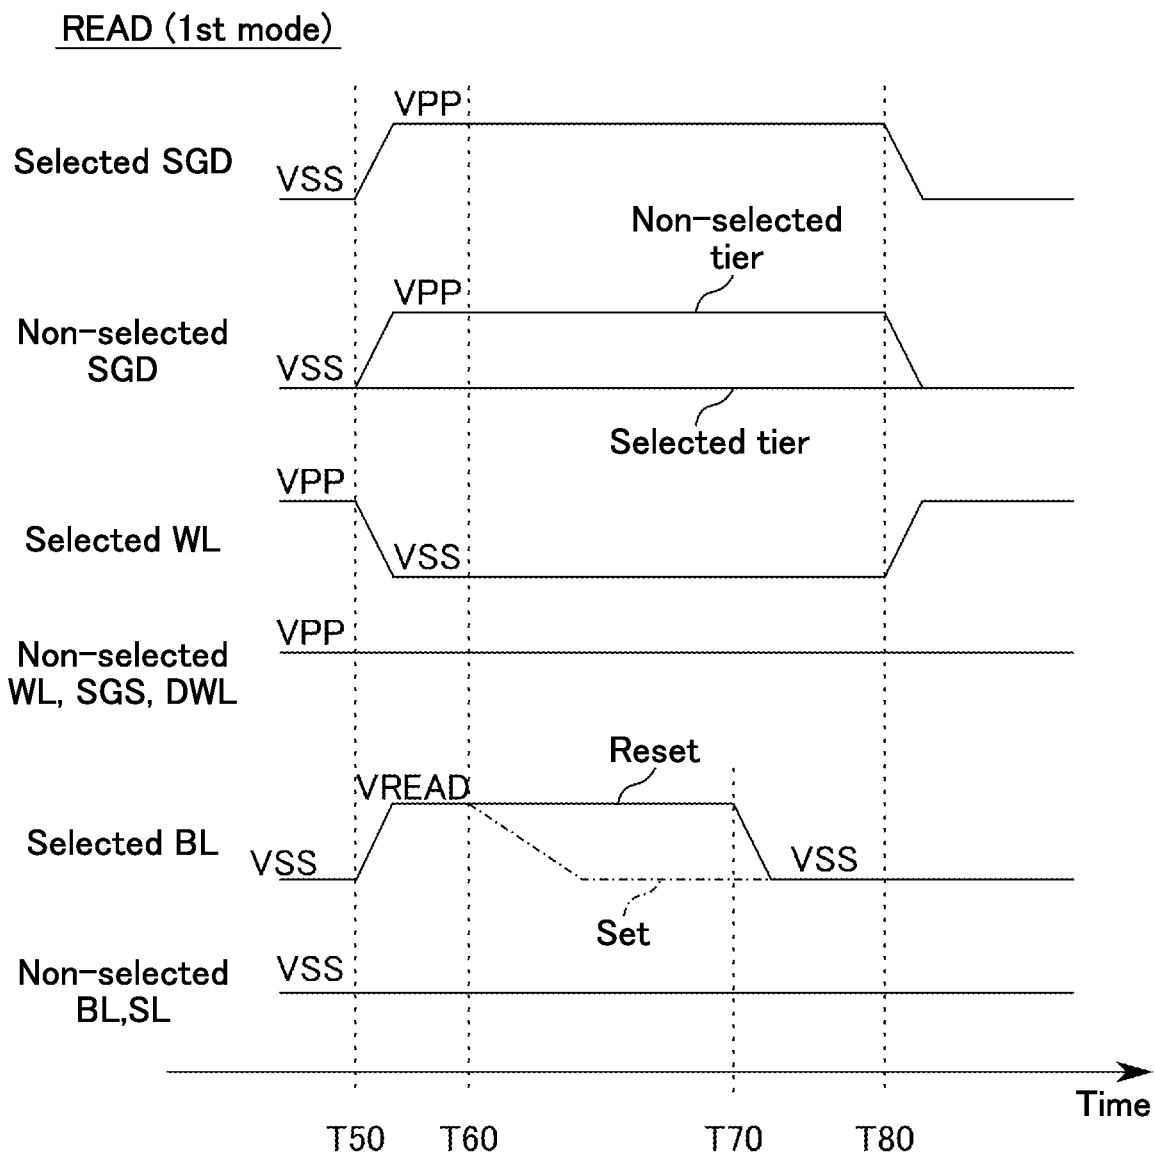 READ (1st mode)
VPP
Selected SGD
VSS
Non-selected
tier
VPP
Non-selected
SGD
VSS
Selected tier
VPP
Selected WL
VSS
VPP
Non-selected
WL, SGS, DWL
Reset
VREAD
Selected BL
VSS
VSS
Set
Non-selected
BL,SL
VSS
Time
T50 T60 T70 T80